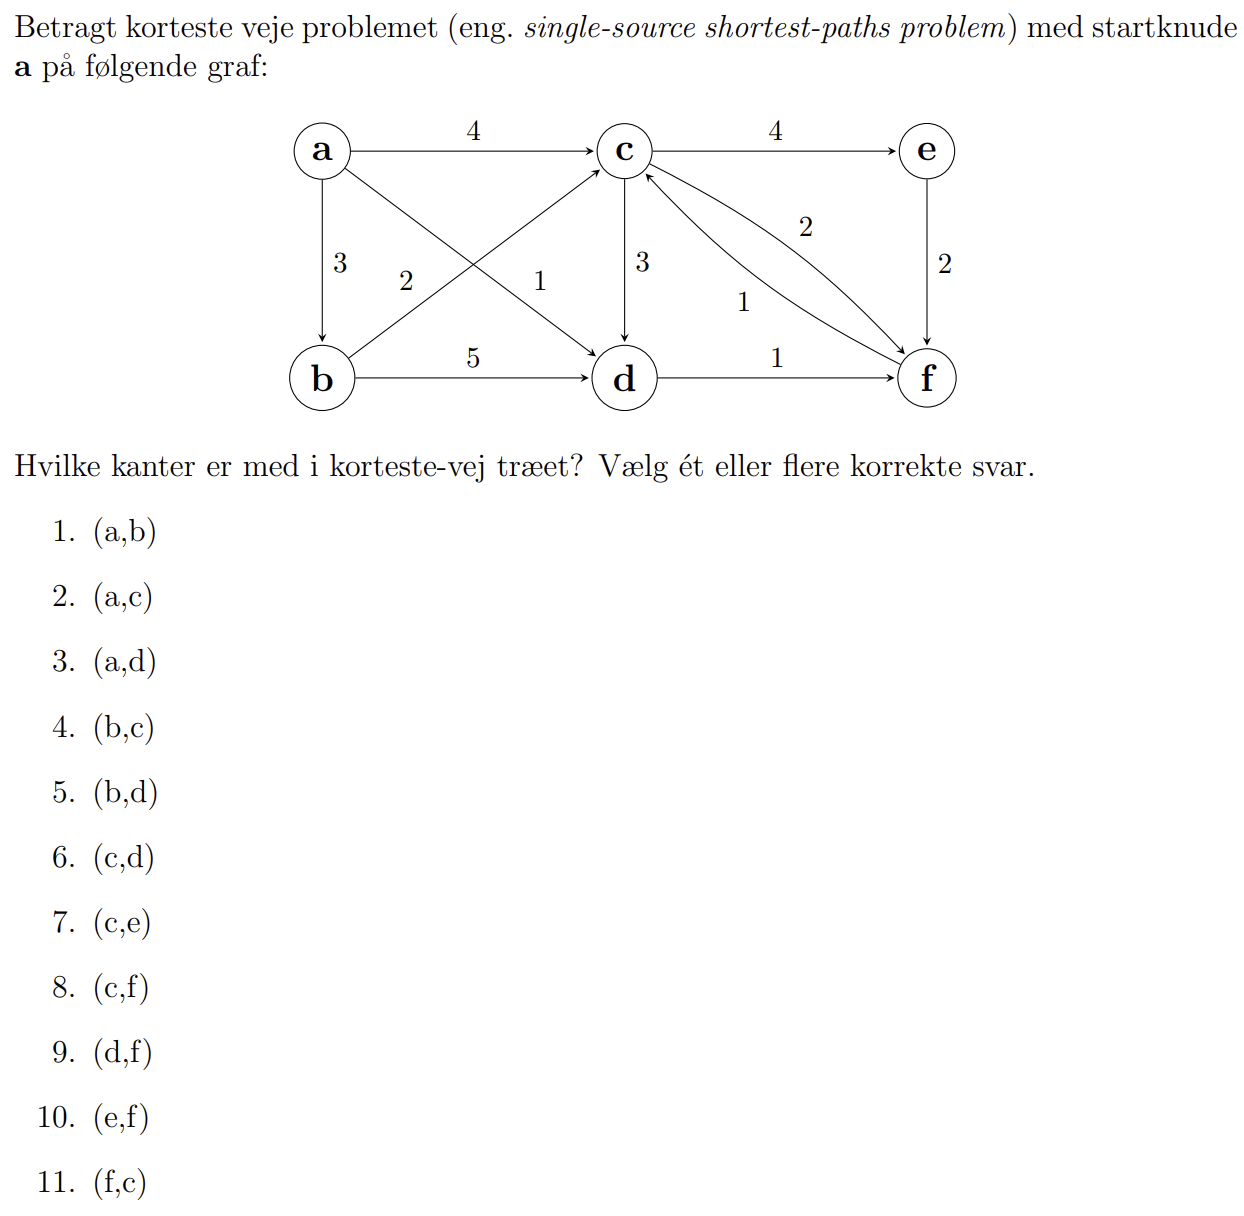 Betragt korteste veje problemet (eng. single-source shortest-paths problem) med startknude
a på følgende graf:
4
4
a
c
e
3
2
1
3
2
1
2
5
1
b
d
f
Hvilke kanter er med i korteste-vej træet? Vælg ét eller flere korrekte svar.
1. (a,b)
2. (a,c)
3. (a,d)
4. (b,c)
5. (b,d)
6. (c,d)
7. (c,e)
8. (c,f)
9. (d,f)
10. (e,f)
11. (f,c)